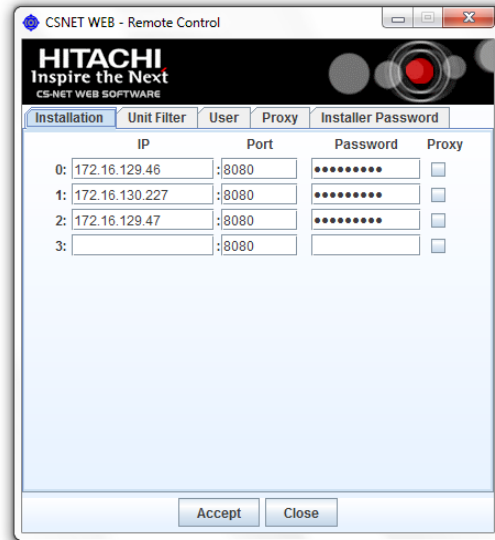 CSNET WEB - Remote Control
HITACHI
Inspire the Next
CS-NET WEB SOFTWARE
Installation Unit Filter User Proxy Installer Password
IP Port Password Proxy
0: 172.16.129.46 :8080 •••••••••
1: 172.16.130.227 :8080 •••••••••
2: 172.16.129.47 :8080 •••••••••
3: :8080
Accept Close